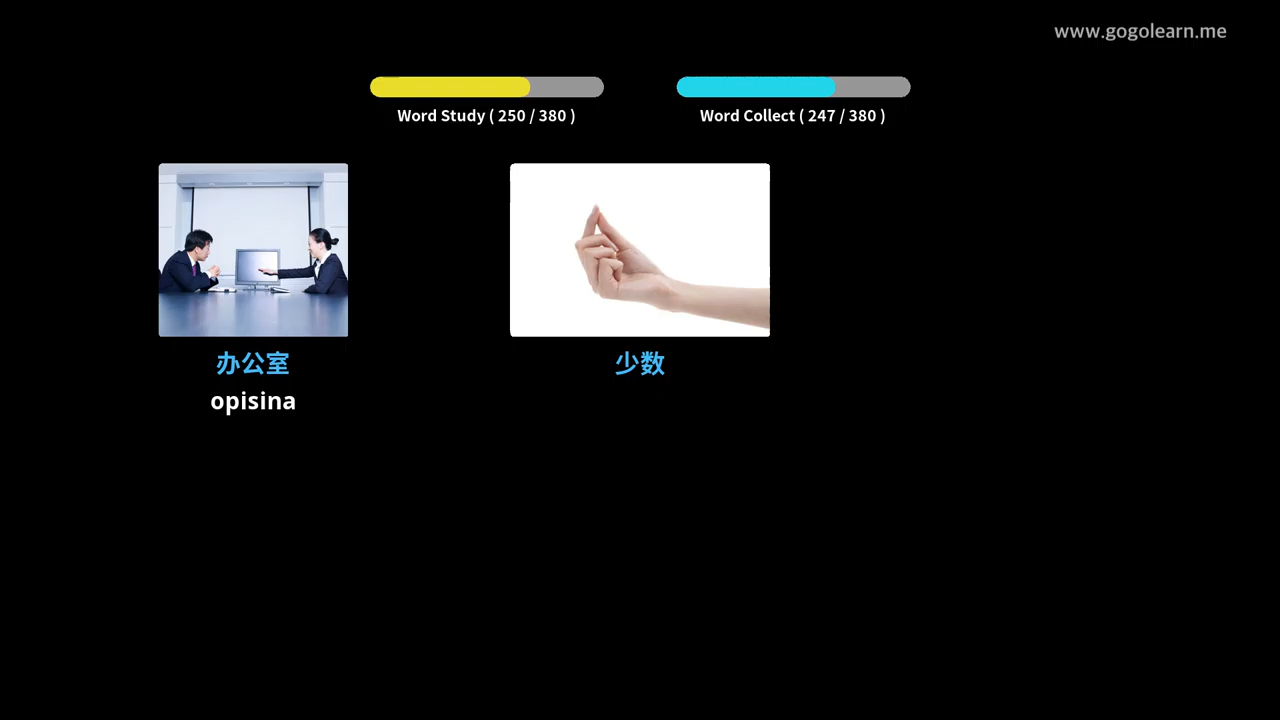 www.gogolearn.me
Word Study ( 250 / 380 )
Word Collect ( 247 / 380 )
办公室
opisina
少数